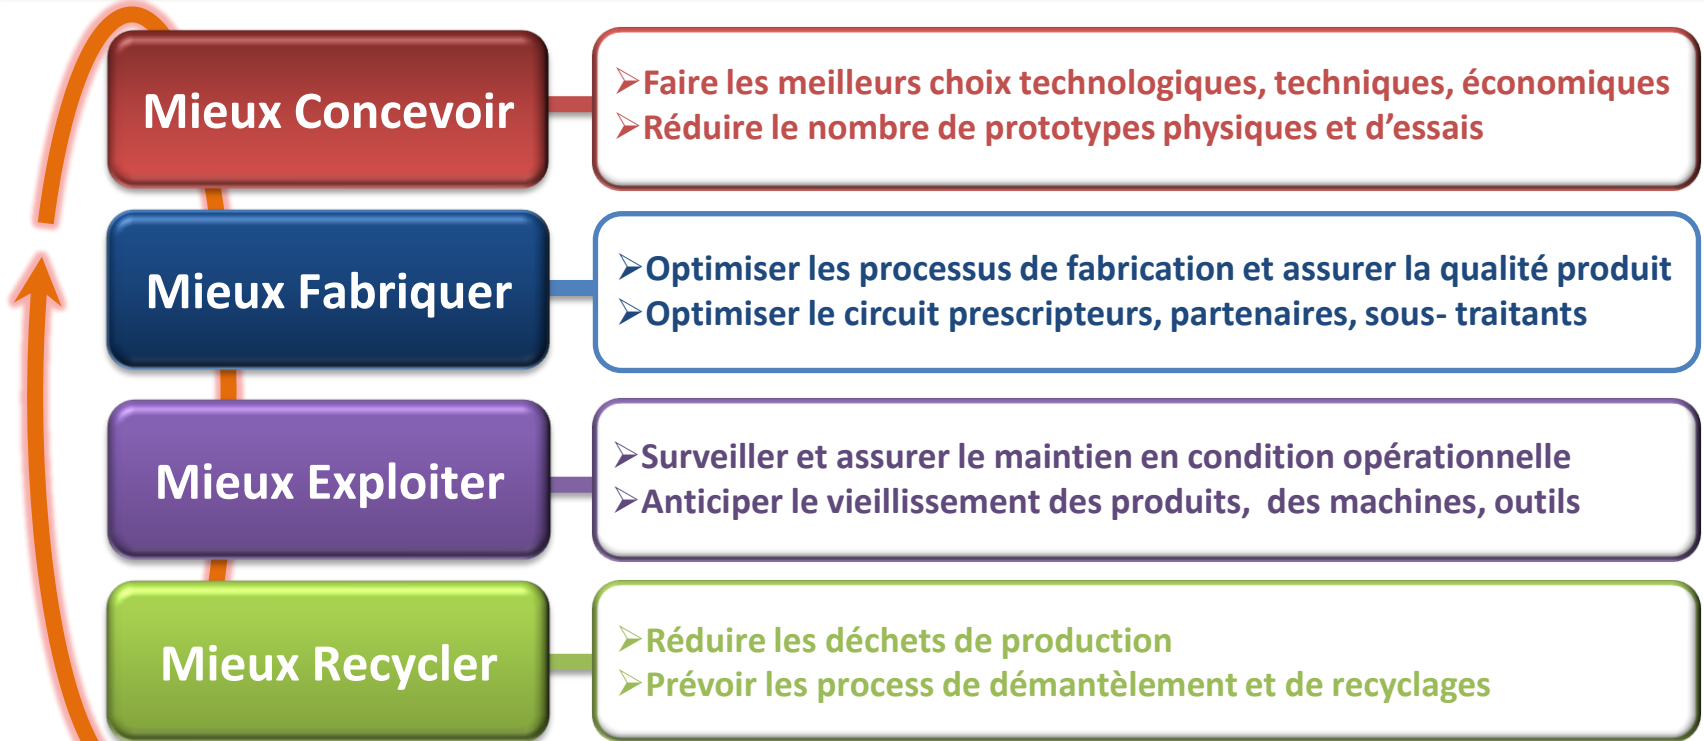 Mieux Concevoir
➢Faire les meilleurs choix technologiques, techniques, économiques
➢Réduire le nombre de prototypes physiques et d’essais
Mieux Fabriquer
➢Optimiser les processus de fabrication et assurer la qualité produit
➢Optimiser le circuit prescripteurs, partenaires, sous- traitants
Mieux Exploiter
➢Surveiller et assurer le maintien en condition opérationnelle
➢Anticiper le vieillissement des produits,  des machines, outils
Mieux Recycler
➢Réduire les déchets de production
➢Prévoir les process de démantèlement et de recyclages